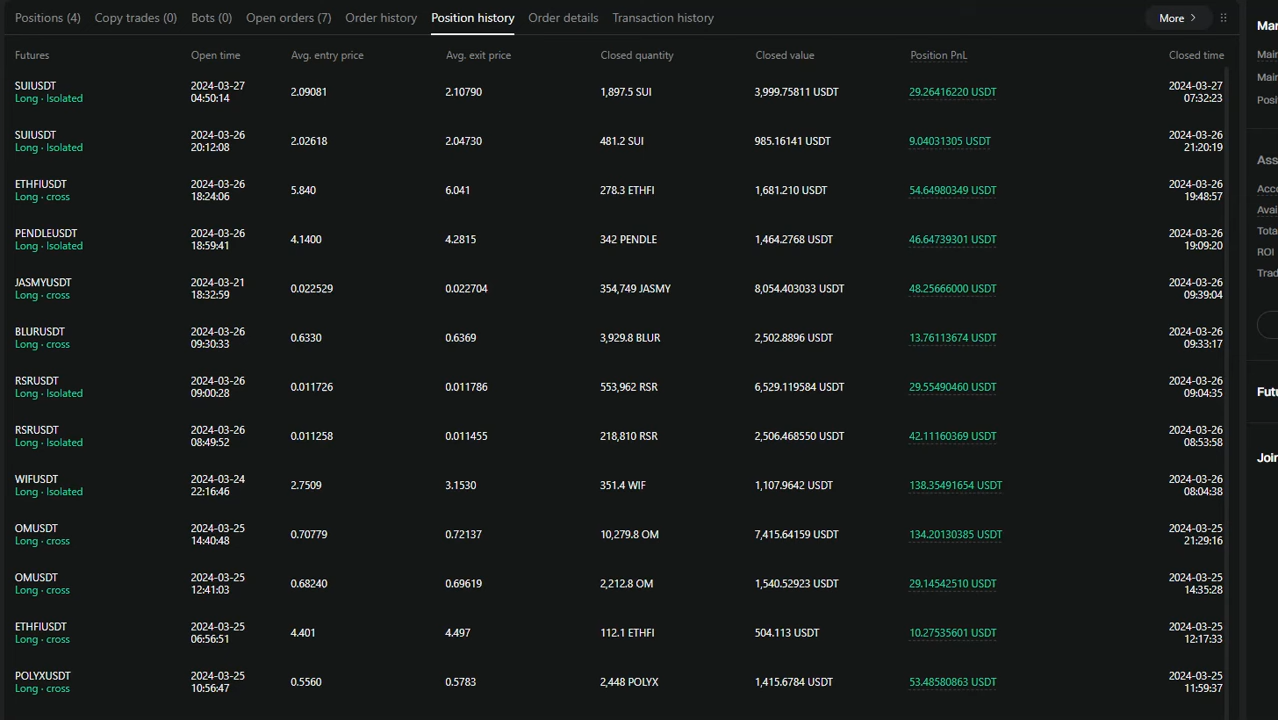 Positions (4) Copy trades (0) Bots (0) Open orders (7) Order history Position history Order details Transaction history More
Futures Open time Avg. entry price Avg. exit price Closed quantity Closed value Position PnL Closed time
SUIUSDT 2024-03-27 2.09081 2.10790 1,897.5 SUI 3,999.75811 USDT 29.26416220 USDT 2024-03-27
Long · Isolated 04:50:14 07:32:23
SUIUSDT 2024-03-26 2.02618 2.04730 481.2 SUI 985.16141 USDT 9.04031305 USDT 2024-03-26
Long · Isolated 20:12:08 21:20:19
ETHFIUSDT 2024-03-26 5.840 6.041 278.3 ETHFI 1,681.210 USDT 54.64980349 USDT 2024-03-26
Long · cross 18:24:06 19:48:57
PENDLEUSDT 2024-03-26 4.1400 4.2815 342 PENDLE 1,464.2768 USDT 46.64739301 USDT 2024-03-26
Long · Isolated 18:59:41 19:09:20
JASMYUSDT 2024-03-21 0.022529 0.022704 354,749 JASMY 8,054.403033 USDT 48.25666000 USDT 2024-03-26
Long · cross 18:32:59 09:39:04
BLURUSDT 2024-03-26 0.6330 0.6369 3,929.8 BLUR 2,502.8896 USDT 13.76113674 USDT 2024-03-26
Long · cross 09:30:33 09:33:17
RSRUSDT 2024-03-26 0.011726 0.011786 553,962 RSR 6,529.119584 USDT 29.55490460 USDT 2024-03-26
Long · Isolated 09:00:28 09:04:35
RSRUSDT 2024-03-26 0.011258 0.011455 218,810 RSR 2,506.468550 USDT 42.11160369 USDT 2024-03-26
Long · Isolated 08:49:52 08:53:58
WIFUSDT 2024-03-24 2.7509 3.1530 351.4 WIF 1,107.9642 USDT 138.35491654 USDT 2024-03-26
Long · Isolated 22:16:46 08:04:38
OMUSDT 2024-03-25 0.70779 0.72137 10,279.8 OM 7,415.64159 USDT 134.20130385 USDT 2024-03-25
Long · cross 14:40:48 21:29:16
OMUSDT 2024-03-25 0.68240 0.69619 2,212.8 OM 1,540.52923 USDT 29.14542510 USDT 2024-03-25
Long · cross 12:41:03 14:35:28
ETHFIUSDT 2024-03-25 4.401 4.497 112.1 ETHFI 504.113 USDT 10.27535601 USDT 2024-03-25
Long · cross 06:56:51 12:17:33
POLYXUSDT 2024-03-25 0.5560 0.5783 2,448 POLYX 1,415.6784 USDT 53.48580863 USDT 2024-03-25
Long · cross 10:56:47 11:59:37
ROI